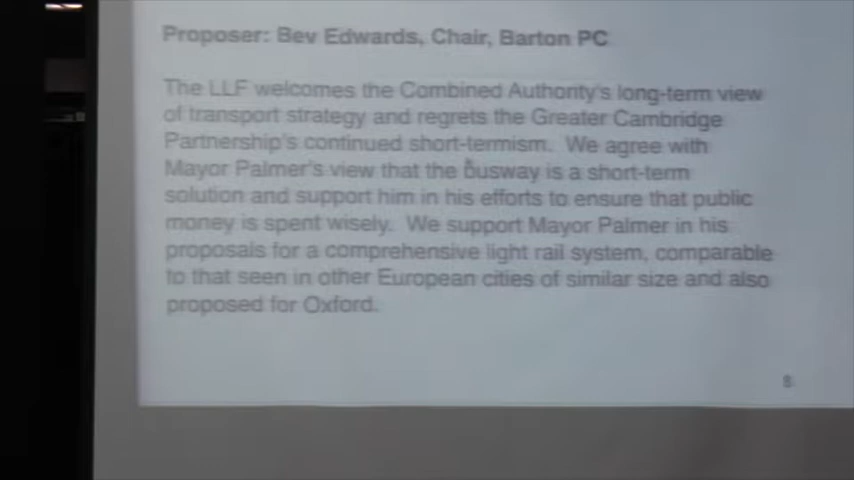 Proposer: Bev Edwards, Chair, Barton PC
The LLF welcomes the Combined Authority's long-term view
of transport strategy and regrets the Greater Cambridge
Partnership's continued short-termism. We agree with
Mayor Palmer's view that the busway is a short-term
solution and support him in his efforts to ensure that public
money is spent wisely. We support Mayor Palmer in his
proposals for a comprehensive light rail system, comparable
to that seen in other European cities of similar size and also
proposed for Oxford.
8